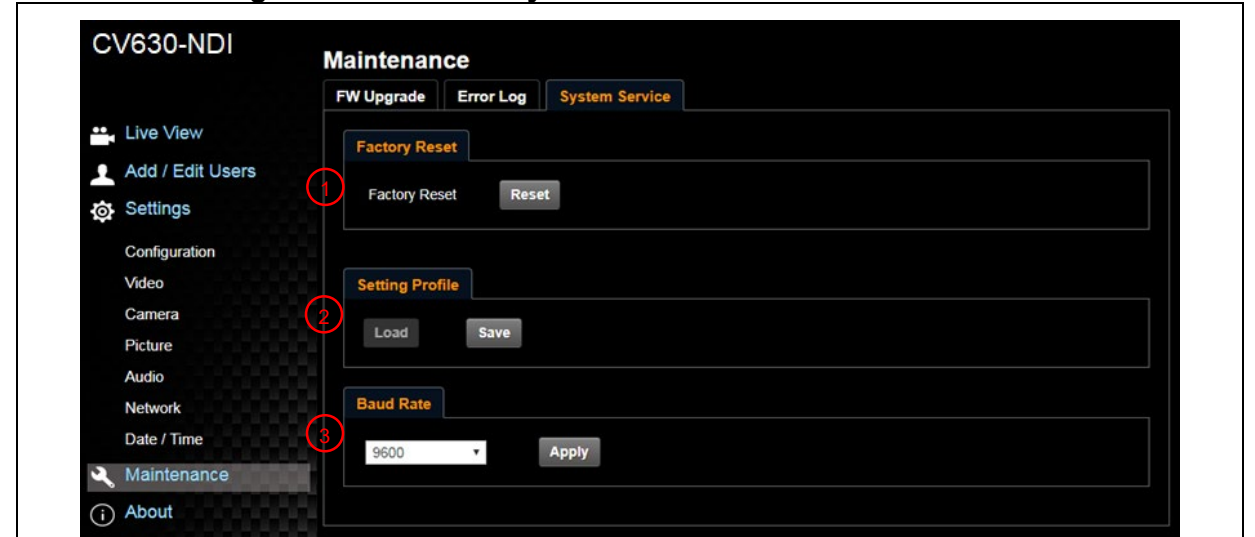 CV630-NDI
Maintenance
FW Upgrade Error Log System Service
Live View
Add / Edit Users
Settings
Configuration
Video
Camera
Picture
Audio
Network
Date / Time
Maintenance
About
Factory Reset
1
Factory Reset Reset
Setting Profile
2
Load Save
Baud Rate
3
9600 Apply